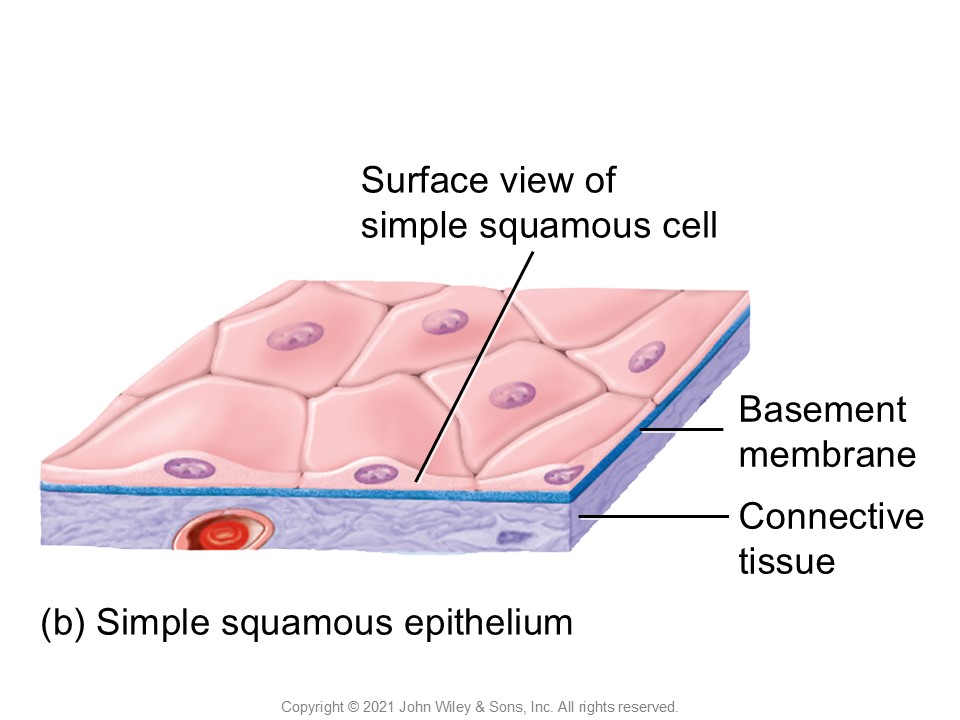 Surface view of
simple squamous cell
Basement
membrane
Connective
tissue
(b) Simple squamous epithelium
Copyright © 2021 John Wiley & Sons, Inc. All rights reserved.